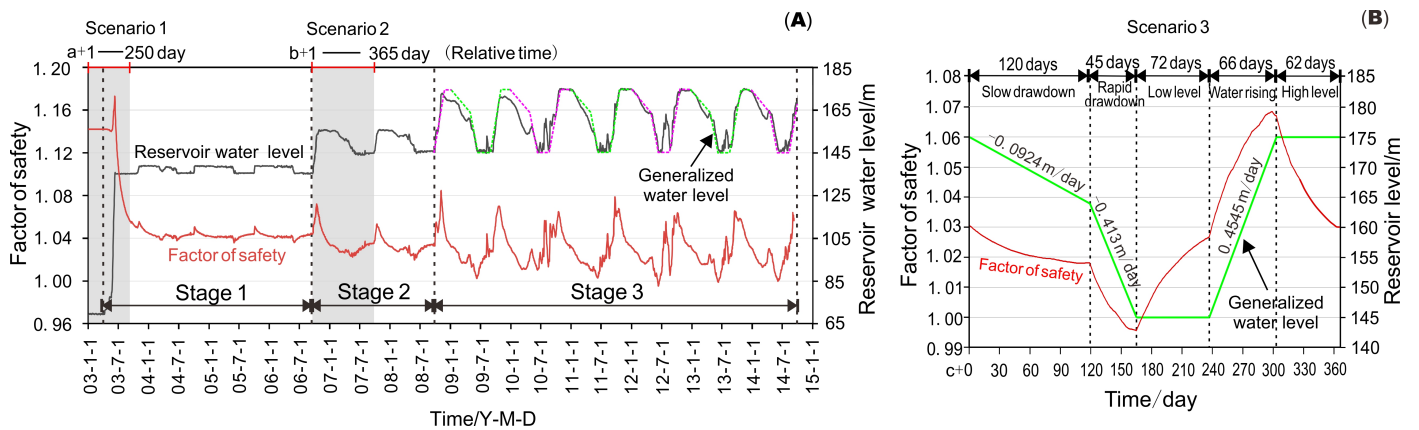 (A)
Scenario 1
Scenario 2
a+1 250 day
b+1 365 day (Relative time)
1. 20
1. 16
1. 12
1. 08
1. 04
1. 00
0. 96
Factor of safety
Reservoir water level
Factor of safety
Generalized
water level
Stage 1
Stage 2
Stage 3
185
165
145
125
105
85
65
Reservoir water level/m
03-1-1
03-7-1
04-1-1
04-7-1
05-1-1
05-7-1
06-1-1
06-7-1
07-1-1
07-7-1
08-1-1
08-7-1
09-1-1
09-7-1
10-1-1
10-7-1
11-1-1
11-7-1
12-1-1
12-7-1
13-1-1
13-7-1
14-1-1
14-7-1
15-1-1
Time/Y-M-D
(B)
Scenario 3
120 days
45 days
72 days
66 days
62 days
Slow drawdown
Rapid
drawdown
Low level
Water rising
High level
1. 08
1. 07
1. 06
1. 05
1. 04
1. 03
1. 02
1. 01
1. 00
0. 99
Factor of safety
-0. 0924 m/day
-0. 413 m/day
0. 4545 m/day
Factor of safety
Generalized
water level
185
180
175
170
165
160
155
150
145
140
Reservoir level/m
c+0 30 60 90 120 150 180 210 240 270 300 330 360
Time/day